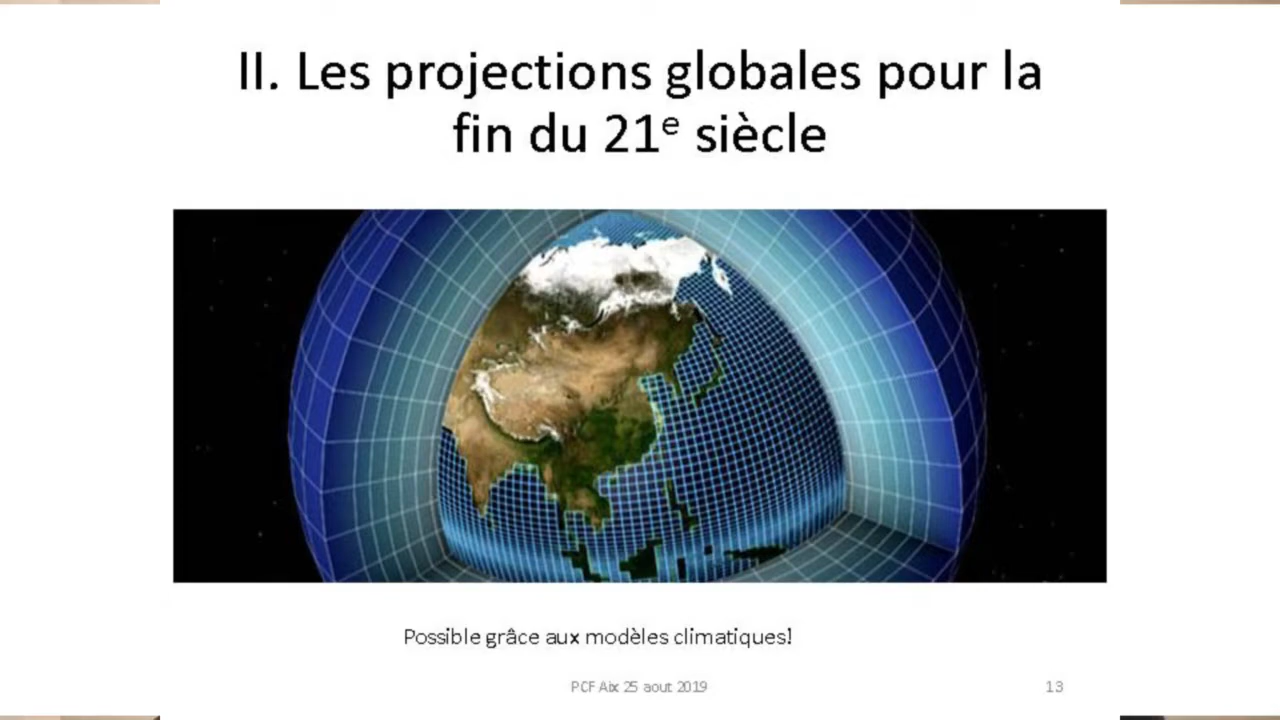 II. Les projections globales pour la
fin du 21e siècle
Possible grâce aux modèles climatiques!
PCF Aix 25 aout 2019
13